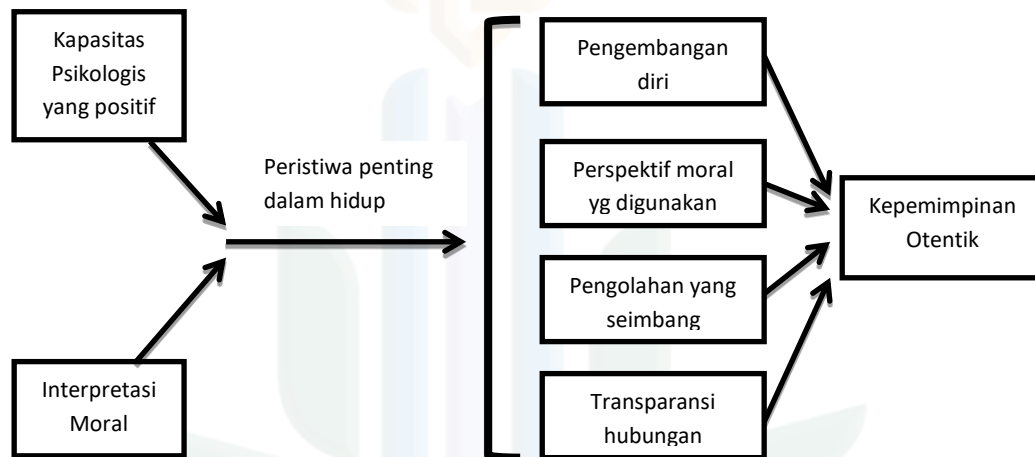 Kapasitas
Psikologis
yang positif
Peristiwa penting
dalam hidup
Interpretasi
Moral
Pengembangan
diri
Perspektif moral
yg digunakan
Pengolahan yang
seimbang
Transparansi
hubungan
Kepemimpinan
Otentik